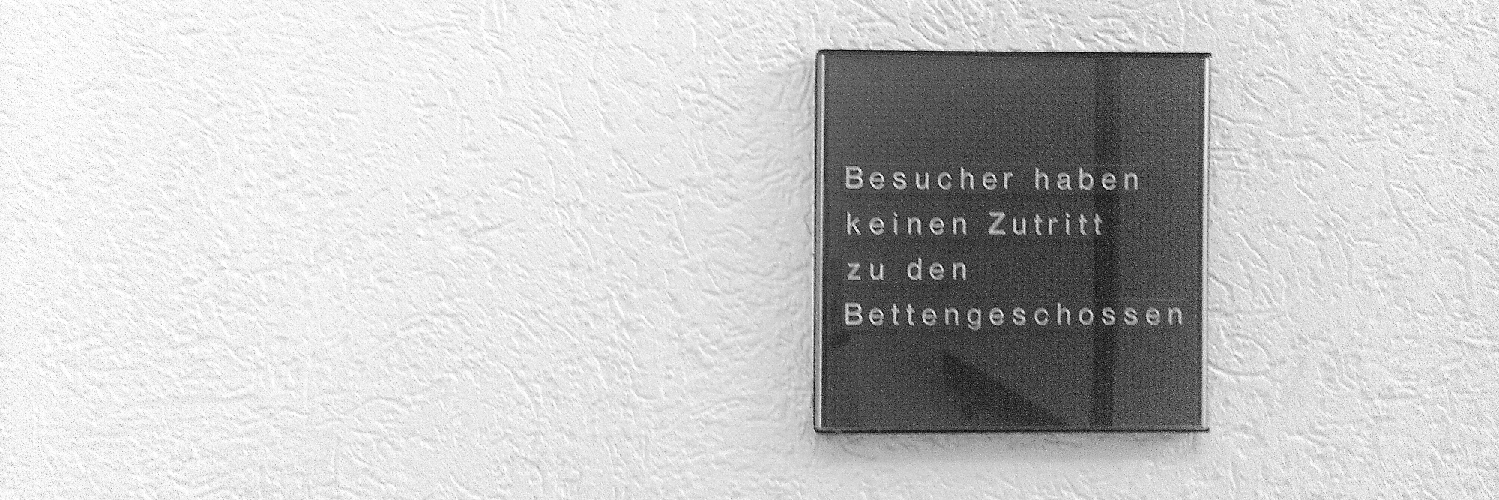 Besucher haben
keinen Zutritt
zu den
Bettengeschossen